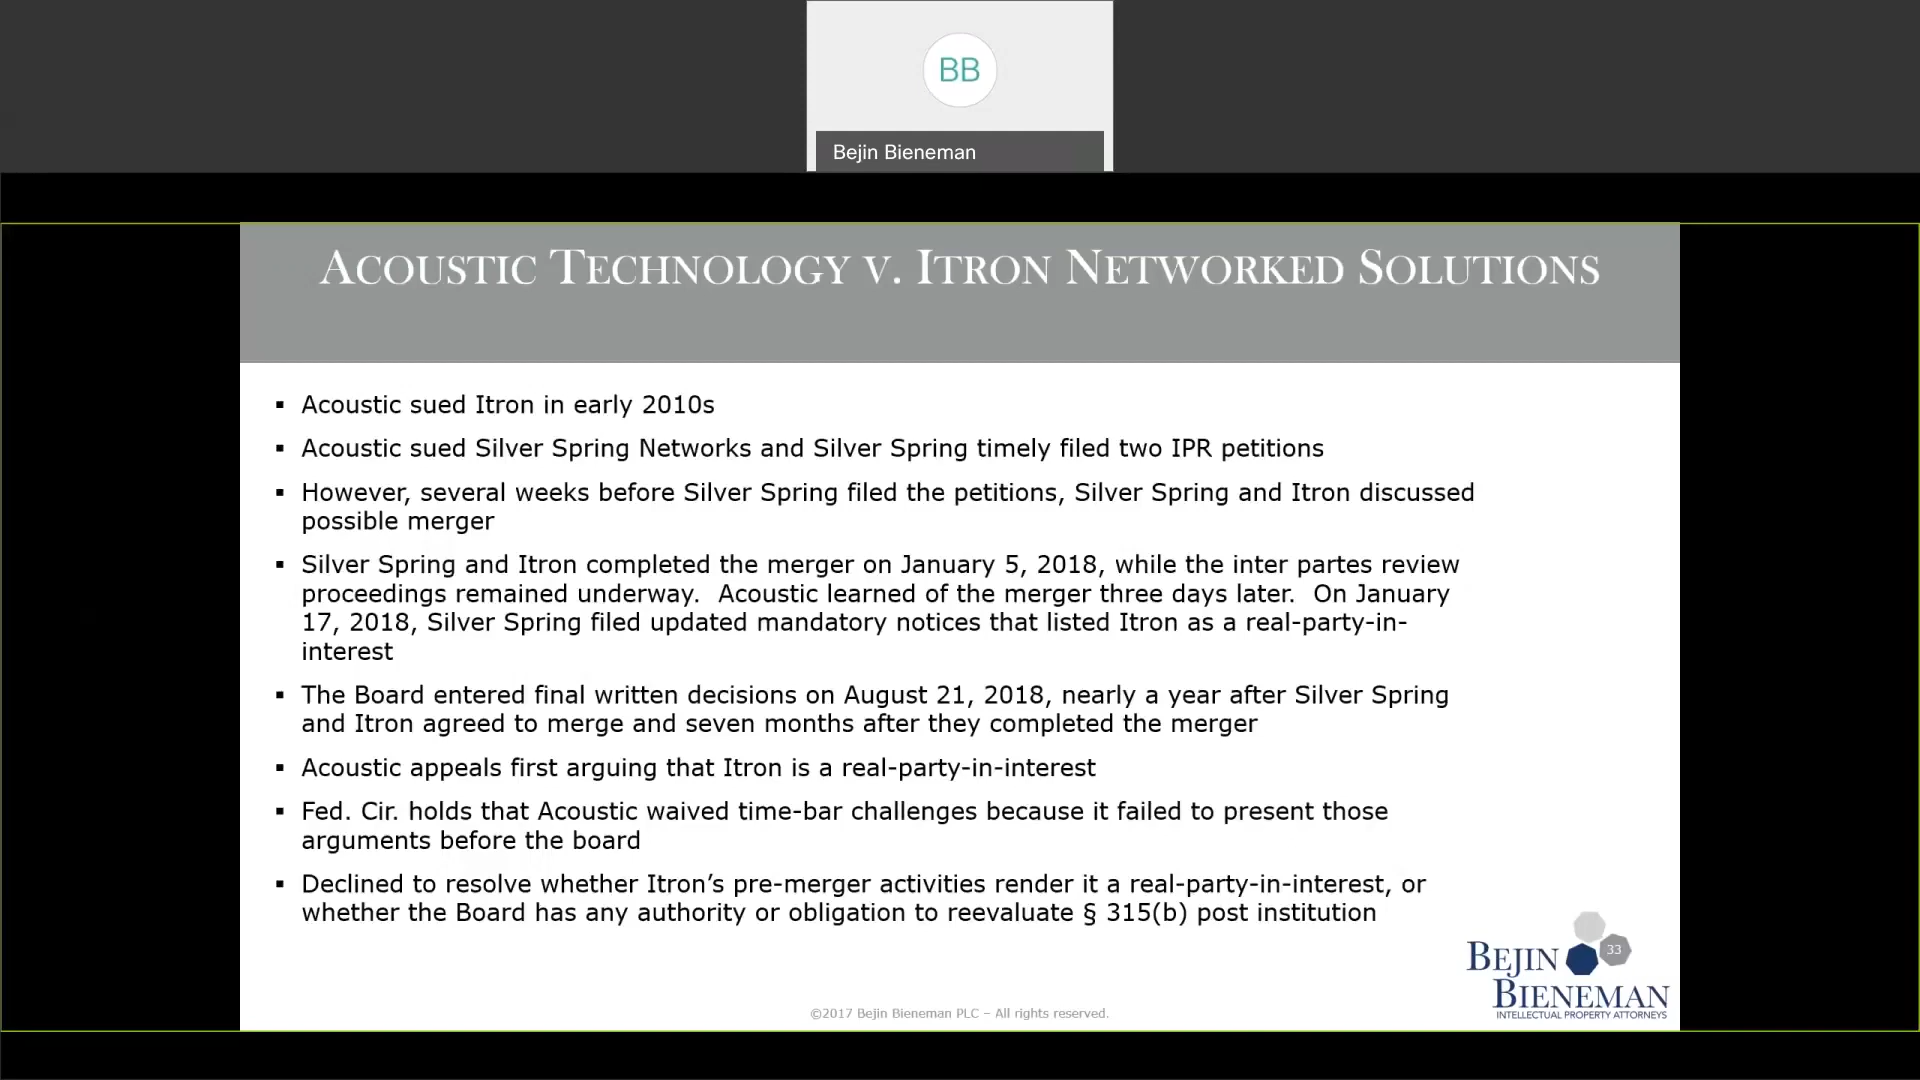 BB
Bejin Bieneman
ACOUSTIC TECHNOLOGY V. ITRON NETWORKED SOLUTIONS
▪ Acoustic sued Itron in early 2010s
▪ Acoustic sued Silver Spring Networks and Silver Spring timely filed two IPR petitions
▪ However, several weeks before Silver Spring filed the petitions, Silver Spring and Itron discussed
possible merger
▪ Silver Spring and Itron completed the merger on January 5, 2018, while the inter partes review
proceedings remained underway.  Acoustic learned of the merger three days later.  On January
17, 2018, Silver Spring filed updated mandatory notices that listed Itron as a real-party-in-
interest
▪ The Board entered final written decisions on August 21, 2018, nearly a year after Silver Spring
and Itron agreed to merge and seven months after they completed the merger
▪ Acoustic appeals first arguing that Itron is a real-party-in-interest
▪ Fed. Cir. holds that Acoustic waived time-bar challenges because it failed to present those
arguments before the board
▪ Declined to resolve whether Itron’s pre-merger activities render it a real-party-in-interest, or
whether the Board has any authority or obligation to reevaluate § 315(b) post institution
33
BEJIN
BIENEMAN
INTELLECTUAL PROPERTY ATTORNEYS
©2017 Bejin Bieneman PLC – All rights reserved.